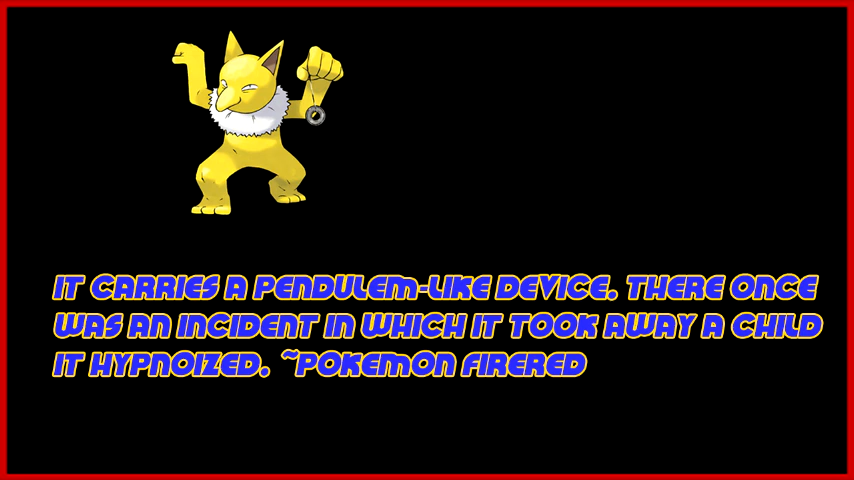 IT CARRIES A PENDULEM-LIKE DEVICE. THERE ONCE
WAS AN INCIDENT IN WHICH IT TOOK AWAY A CHILD
IT HYPNOIZED. ~POKEMON FIRERED